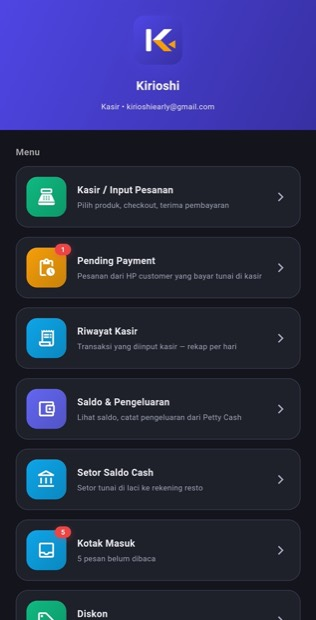 K
Kirioshi
Kasir • kirioshiearly@gmail.com
Menu
Kasir / Input Pesanan
Pilih produk, checkout, terima pembayaran
1
Pending Payment
Pesanan dari HP customer yang bayar tunai di kasir
Riwayat Kasir
Transaksi yang diinput kasir — rekap per hari
Saldo & Pengeluaran
Lihat saldo, catat pengeluaran dari Petty Cash
Setor Saldo Cash
Setor tunai di laci ke rekening resto
5
Kotak Masuk
5 pesan belum dibaca
Diskon